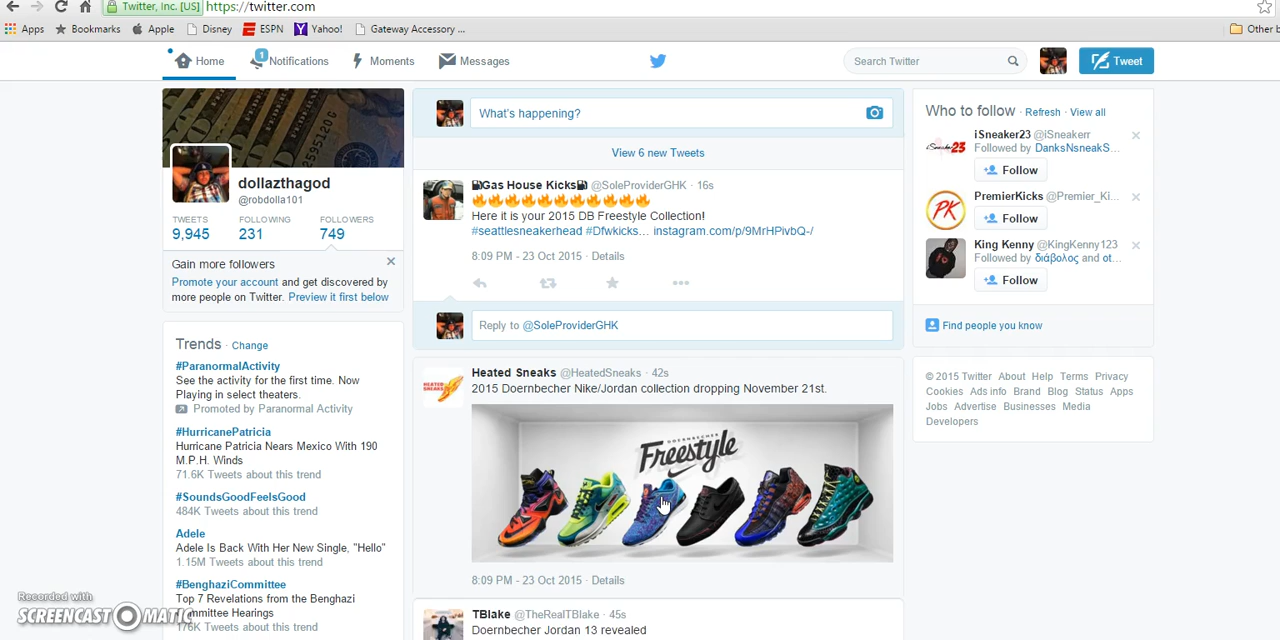 Twitter, Inc. [US] https://twitter.com
Apps Bookmarks Apple Disney ESPN Yahoo! Gateway Accessory ... Other b
Home 1 Notifications Moments Messages Search Twitter Tweet
dollazthagod
@robdolla101
TWEETS FOLLOWING FOLLOWERS
9,945 231 749
Gain more followers
Promote your account and get discovered by
more people on Twitter. Preview it first below
Trends · Change
#ParanormalActivity
See the activity for the first time. Now
Playing in select theaters.
Promoted by Paranormal Activity
#HurricanePatricia
Hurricane Patricia Nears Mexico With 190
M.P.H. Winds
71.6K Tweets about this trend
#SoundsGoodFeelsGood
484K Tweets about this trend
Adele
Adele Is Back With Her New Single, "Hello"
1.15M Tweets about this trend
#BenghaziCommittee
Top 7 Revelations from the Benghazi
Committee Hearings
176K Tweets about this trend
Recorded with
SCREENCAST MATIC
What's happening?
View 6 new Tweets
Gas House Kicks @SoleProviderGHK · 16s
Here it is your 2015 DB Freestyle Collection!
#seattlesneakerhead #Dfwkicks... instagram.com/p/9MrHPivbQ-/
8:09 PM - 23 Oct 2015 · Details
Reply to @SoleProviderGHK
HEATED SNEAKS
Heated Sneaks @HeatedSneaks · 42s
2015 Doernbecher Nike/Jordan collection dropping November 21st.
DOERNBECHER
Freestyle
8:09 PM - 23 Oct 2015 · Details
TBlake @TheRealTBlake · 45s
Doernbecher Jordan 13 revealed
Who to follow · Refresh · View all
iSneaker23
iSneaker23 @iSneakerr
Followed by DanksNsneakS...
Follow
PK
PremierKicks @Premier_Ki...
Follow
King Kenny @KingKenny123
Followed by διάβολος and ot...
Follow
Find people you know
© 2015 Twitter About Help Terms Privacy
Cookies Ads info Brand Blog Status Apps
Jobs Advertise Businesses Media
Developers